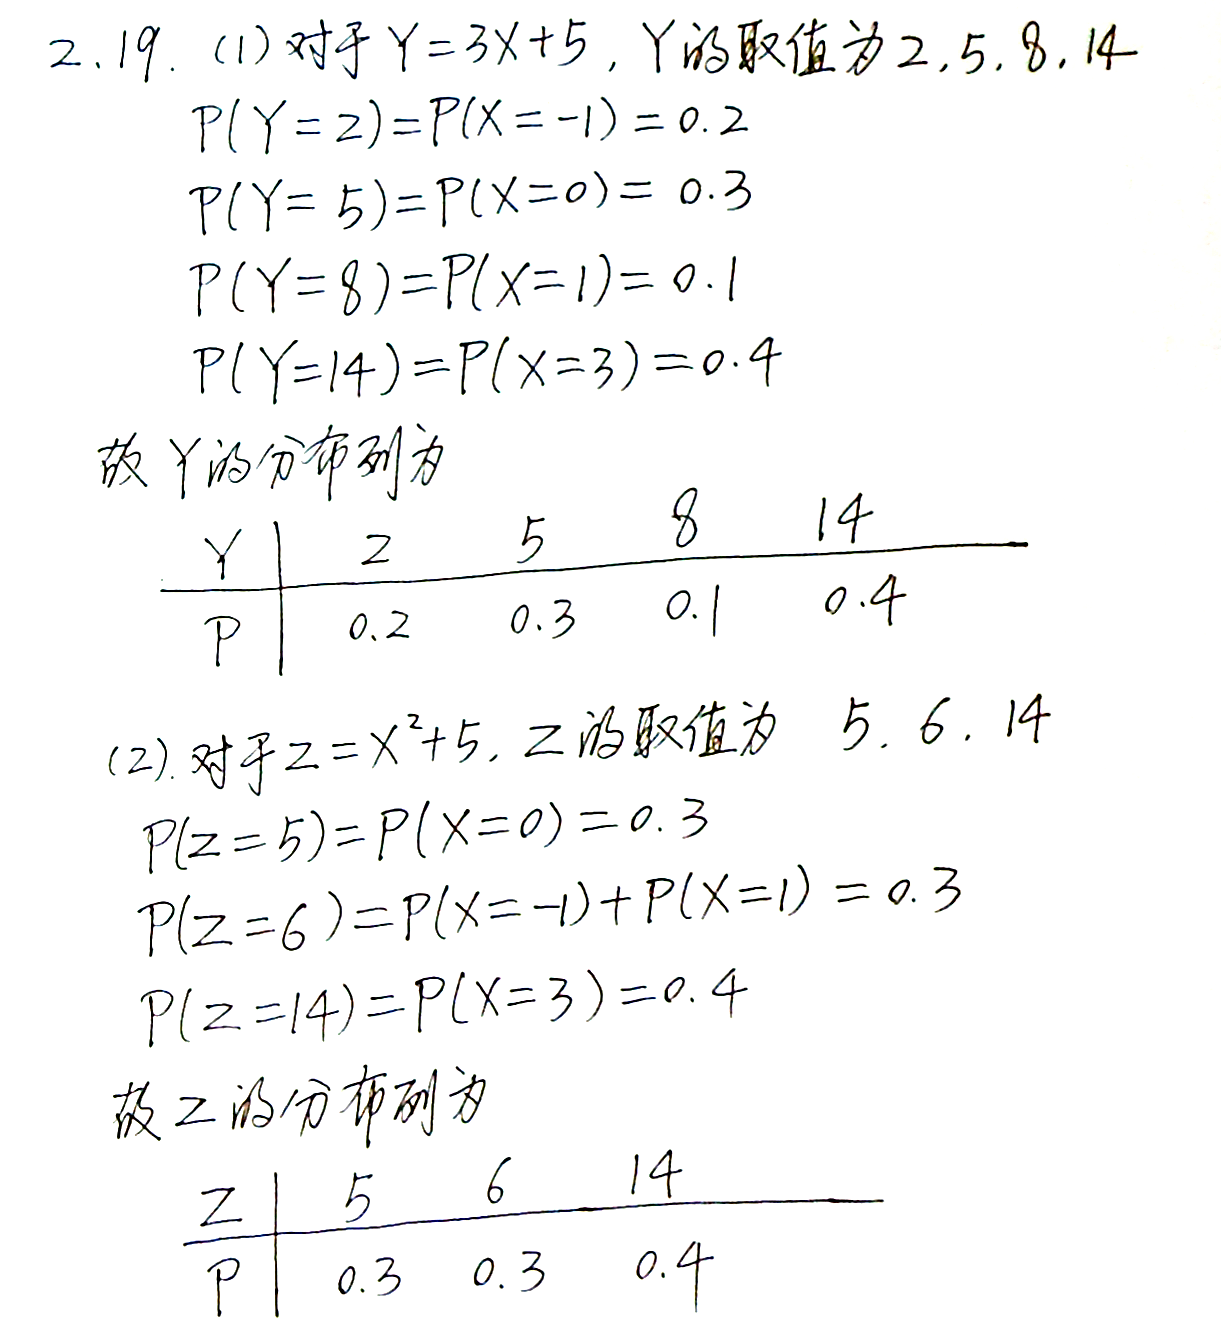 2.19. (1)对于Y=3X+5,Y的取值为2,5,8,14
P(Y=2)=P(X=-1)=0.2
P(Y=5)=P(X=0)=0.3
P(Y=8)=P(X=1)=0.1
P(Y=14)=P(X=3)=0.4
故Y的分布列为
Y 2 5 8 14
P 0.2 0.3 0.1 0.4
(2).对于Z=X²+5,Z的取值为 5.6.14
P(Z=5)=P(X=0)=0.3
P(Z=6)=P(X=-1)+P(X=1)=0.3
P(Z=14)=P(X=3)=0.4
故Z的分布列为
Z 5 6 14
P 0.3 0.3 0.4